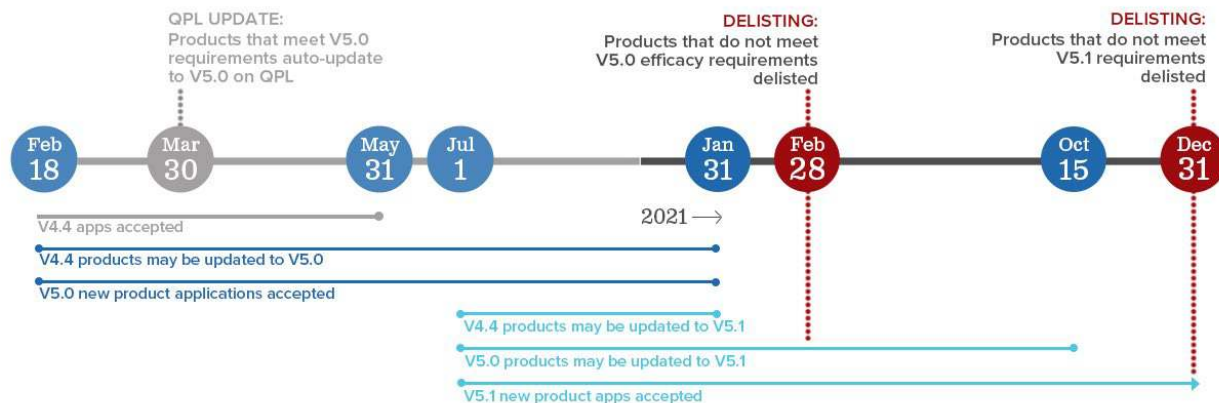 QPL UPDATE:
Products that meet V5.0
requirements auto-update
to V5.0 on QPL
DELISTING:
Products that do not meet
V5.0 efficacy requirements
delisted
DELISTING:
Products that do not meet
V5.1 requirements
delisted
Feb
18
Mar
30
May
31
Jul
1
Jan
31
Feb
28
Oct
15
Dec
31
2021
V4.4 apps accepted
V4.4 products may be updated to V5.0
V5.0 new product applications accepted
V4.4 products may be updated to V5.1
V5.0 products may be updated to V5.1
V5.1 new product apps accepted